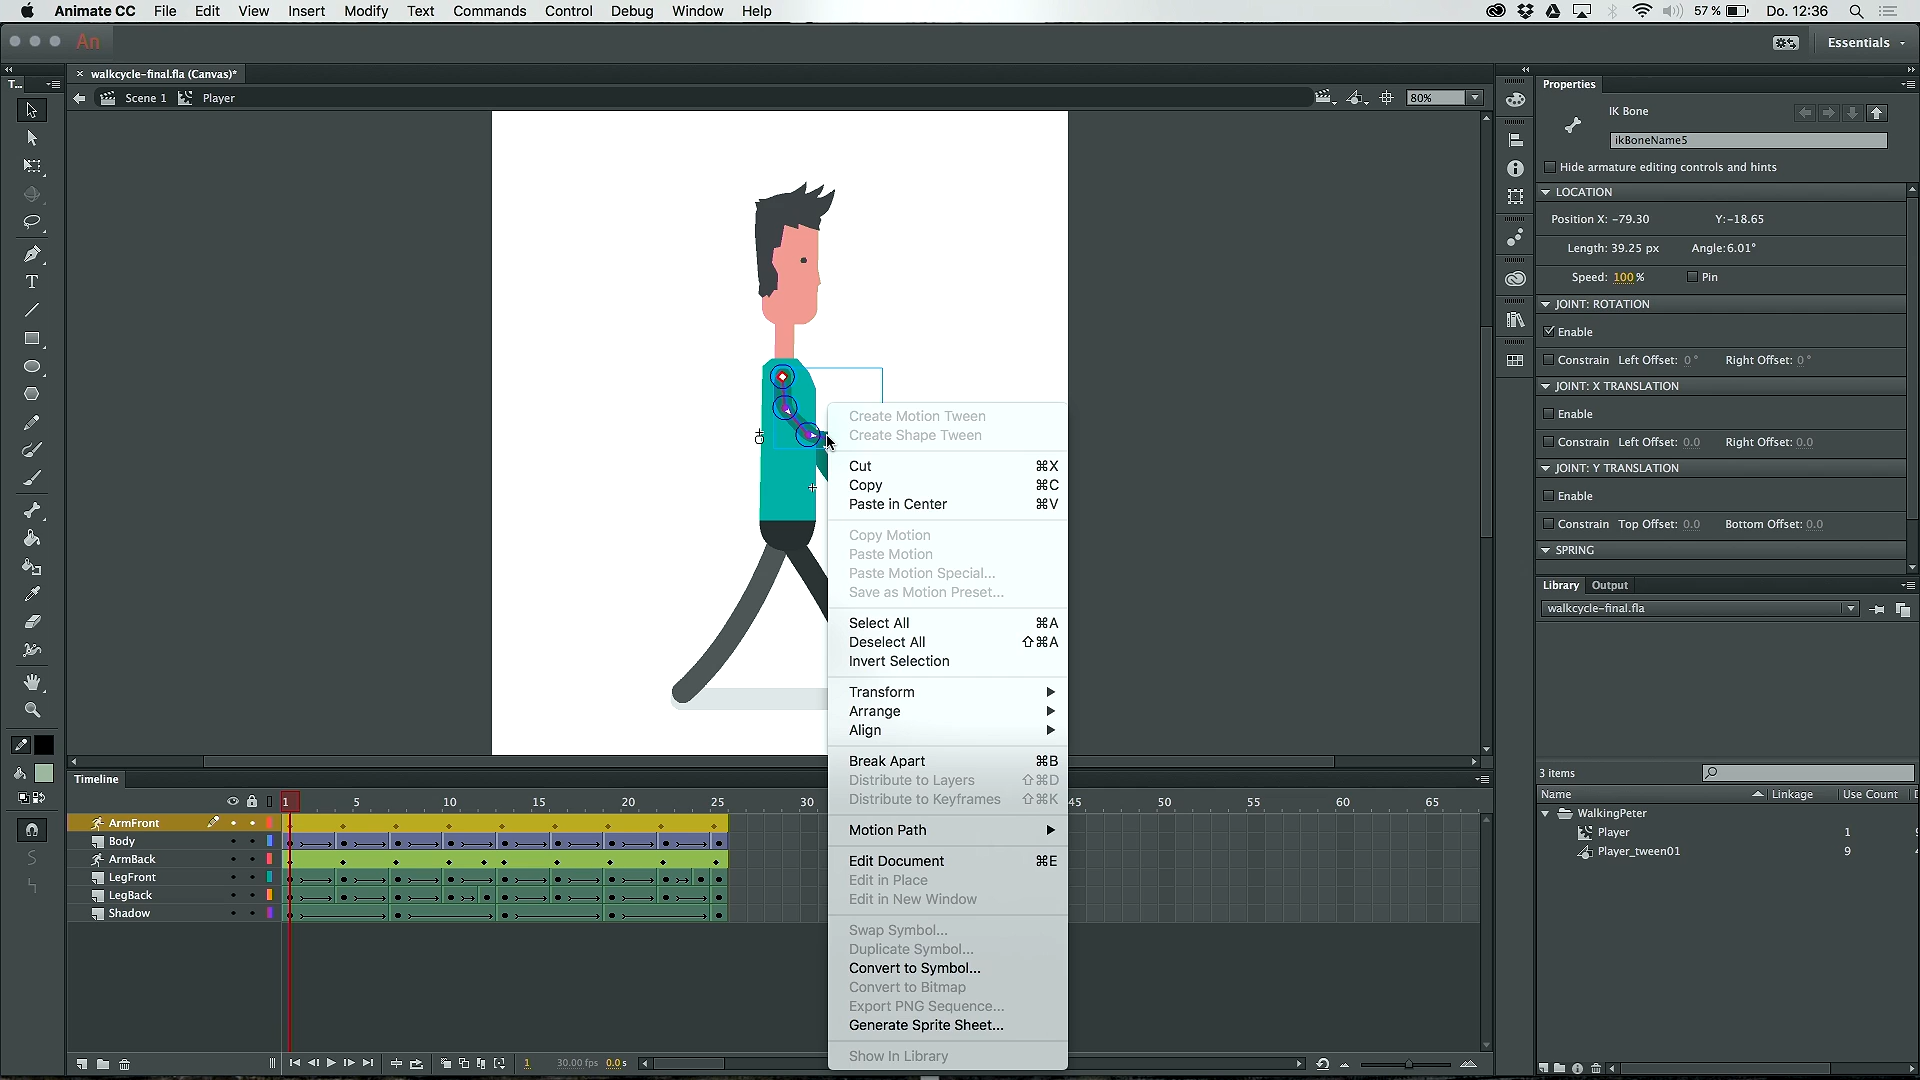 Animate CC File Edit View Insert Modify Text Commands Control Debug Window Help 57 % Do. 12:36
An Essentials
T... × walkcycle-final.fla (Canvas)*
Scene 1 Player 80%
Properties
IK Bone
ikBoneName5
Hide armature editing controls and hints
LOCATION
Position X: -79.30 Y:-18.65
Length: 39.25 px Angle:6.01°
Speed: 100 % Pin
JOINT: ROTATION
Enable
Constrain Left Offset: 0 ° Right Offset: 0 °
JOINT: X TRANSLATION
Enable
Constrain Left Offset: 0.0 Right Offset: 0.0
JOINT: Y TRANSLATION
Enable
Constrain Top Offset: 0.0 Bottom Offset: 0.0
SPRING
Library Output
walkcycle-final.fla
3 items
Name Linkage Use Count
WalkingPeter
Player 1
Player_tween01 9
Create Motion Tween
Create Shape Tween
Cut ⌘X
Copy ⌘C
Paste in Center ⌘V
Copy Motion
Paste Motion
Paste Motion Special...
Save as Motion Preset...
Select All ⌘A
Deselect All ⇧⌘A
Invert Selection
Transform
Arrange
Align
Break Apart ⌘B
Distribute to Layers ⇧⌘D
Distribute to Keyframes ⇧⌘K
Motion Path
Edit Document ⌘E
Edit in Place
Edit in New Window
Swap Symbol...
Duplicate Symbol...
Convert to Symbol...
Convert to Bitmap
Export PNG Sequence...
Generate Sprite Sheet...
Show In Library
Timeline
1 5 10 15 20 25 30 45 50 55 60 65
ArmFront
Body
ArmBack
LegFront
LegBack
Shadow
1 30.00 fps 0.0 s